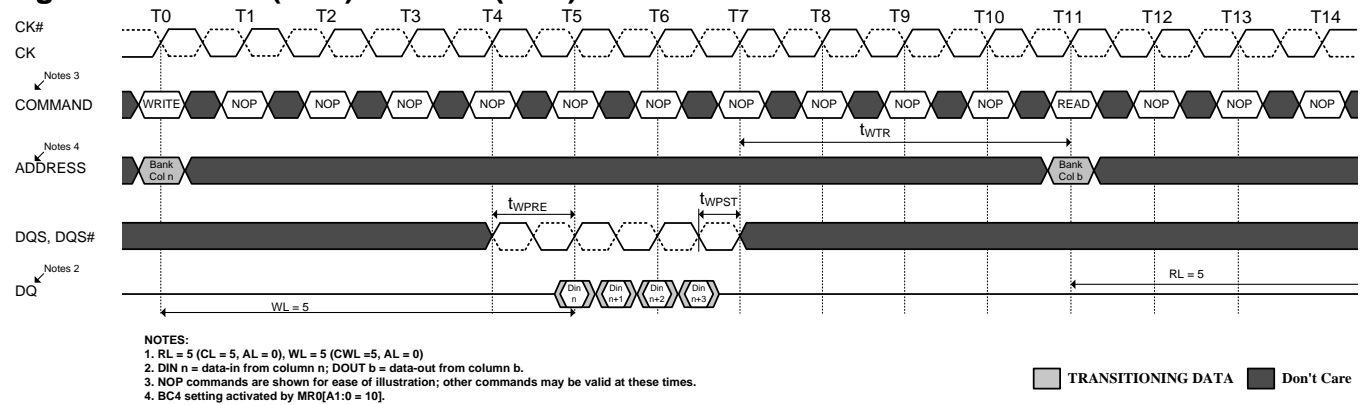 T0 T1 T2 T3 T4 T5 T6 T7 T8 T9 T10 T11 T12 T13 T14
CK#
CK
Notes 3
COMMAND WRITE NOP NOP NOP NOP NOP NOP NOP NOP NOP NOP READ NOP NOP NOP
tWTR
Notes 4
ADDRESS
Bank
Col n
Bank
Col b
tWPRE tWPST
DQS, DQS#
Notes 2
DQ
Din
n
Din
n+1
Din
n+2
Din
n+3
RL = 5
WL = 5
NOTES:
1. RL = 5 (CL = 5, AL = 0), WL = 5 (CWL =5, AL = 0)
2. DIN n = data-in from column n; DOUT b = data-out from column b.
3. NOP commands are shown for ease of illustration; other commands may be valid at these times.
4. BC4 setting activated by MR0[A1:0 = 10].
TRANSITIONING DATA Don't Care